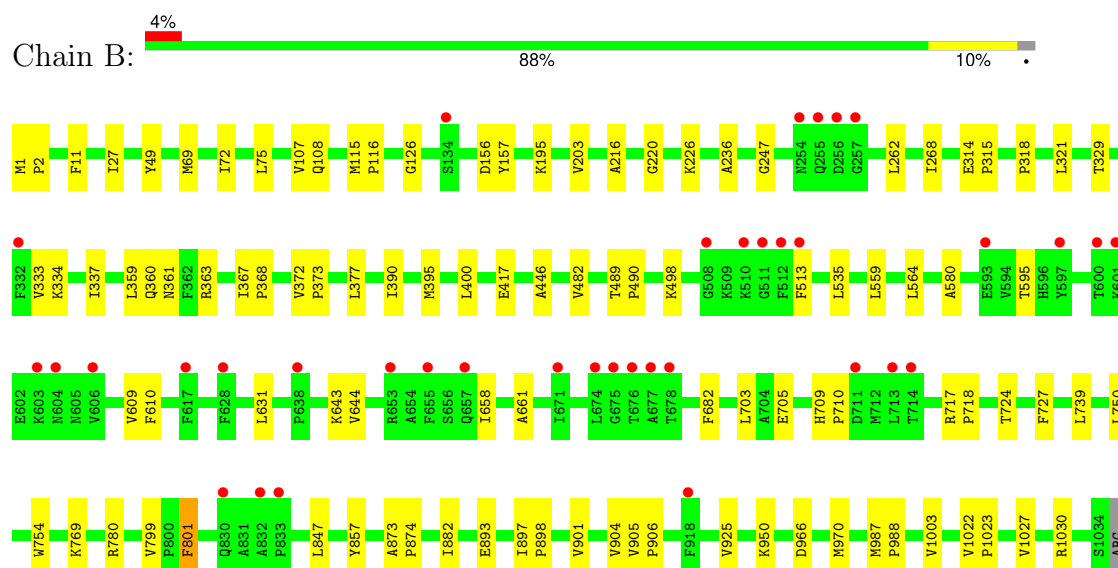 4%
Chain B:
88% 10% •
M1 P2 F11 I27 Y49 M69 I72 L75 V107 Q108 M115 P116 G126 S134 D156 Y157 K195 V203 A216 G220 K226 A236 G247 N254 Q255 D256 G257 L262 I268 E314 P315 P318 L321 T329
F332 V333 K334 I337 L359 Q360 N361 F362 R363 I367 P368 V372 P373 L377 I390 M395 L400 E417 A446 V482 T489 P490 K498 G508 K509 K510 G511 F512 F513 L535 L559 L564 A580 E593 V594 T595 H596 Y597 T600 K601
E602 K603 N604 N605 V606 V609 F610 F617 F628 L631 P638 K643 V644 R653 A654 F655 S656 Q657 I658 A661 I671 L674 G675 T676 A677 T678 F682 L703 A704 E705 H709 P710 D711 M712 L713 T714 R717 P718 T724 F727 L739 L750
W754 K769 R780 V799 P800 F801 Q830 A831 A832 P833 L847 Y857 A873 P874 I882 E893 I897 P898 V901 V904 V905 P906 F918 V925 K950 D966 M970 M987 P988 V1003 V1022 P1023 V1027 R1030 S1034 ARG